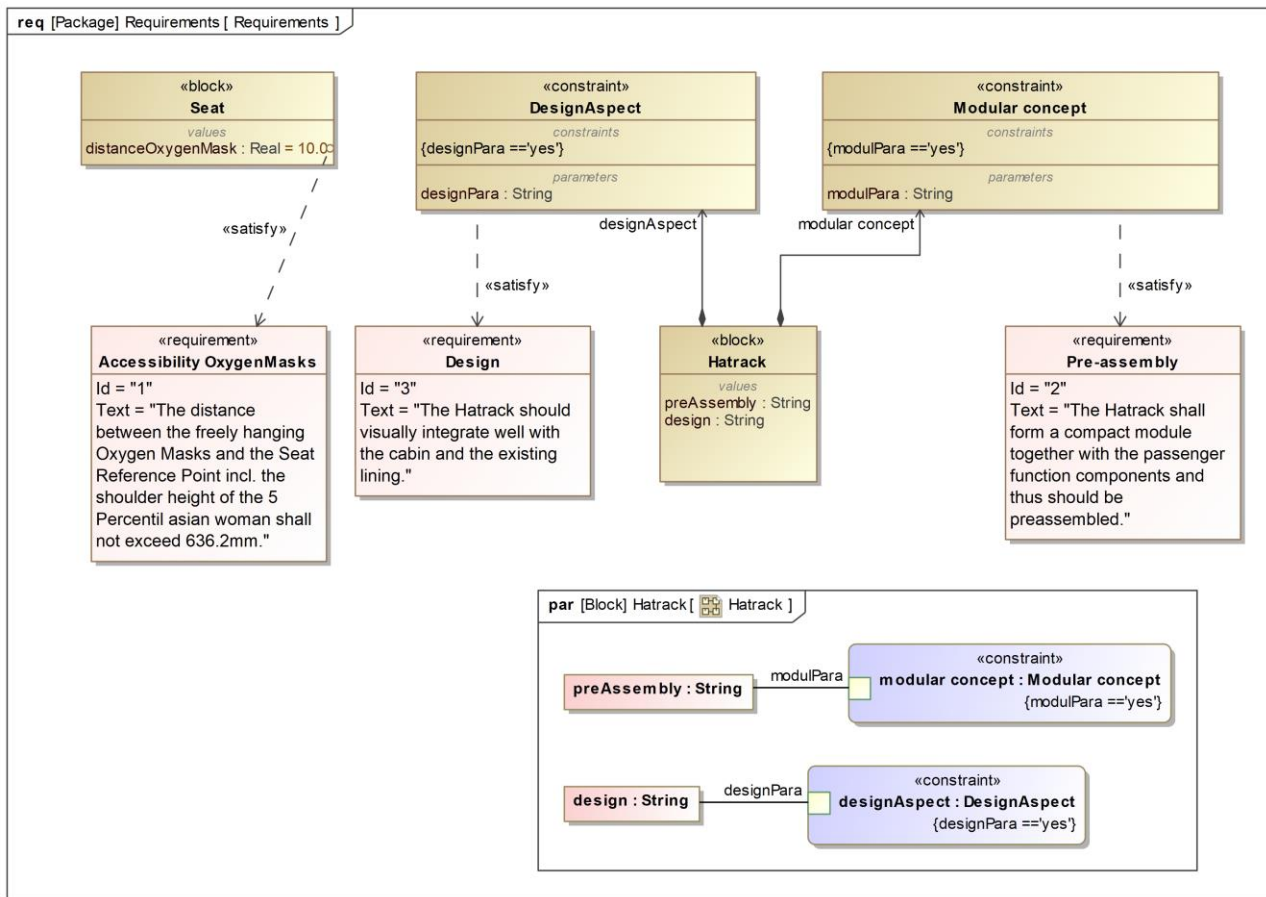 req [Package] Requirements [ Requirements ]
«block»
Seat
values
distanceOxygenMask : Real = 10.0
«constraint»
DesignAspect
constraints
{designPara =='yes'}
parameters
designPara : String
«constraint»
Modular concept
constraints
{modulPara =='yes'}
parameters
modulPara : String
«satisfy»
designAspect
modular concept
«satisfy»
«satisfy»
«requirement»
Accessibility OxygenMasks
Id = "1"
Text = "The distance
between the freely hanging
Oxygen Masks and the Seat
Reference Point incl. the
shoulder height of the 5
Percentil asian woman shall
not exceed 636.2mm."
«requirement»
Design
Id = "3"
Text = "The Hatrack should
visually integrate well with
the cabin and the existing
lining."
«block»
Hatrack
values
preAssembly : String
design : String
«requirement»
Pre-assembly
Id = "2"
Text = "The Hatrack shall
form a compact module
together with the passenger
function components and
thus should be
preassembled."
par [Block] Hatrack [ Hatrack ]
preAssembly : String
modulPara
«constraint»
modular concept : Modular concept
{modulPara =='yes'}
design : String
designPara
«constraint»
designAspect : DesignAspect
{designPara =='yes'}